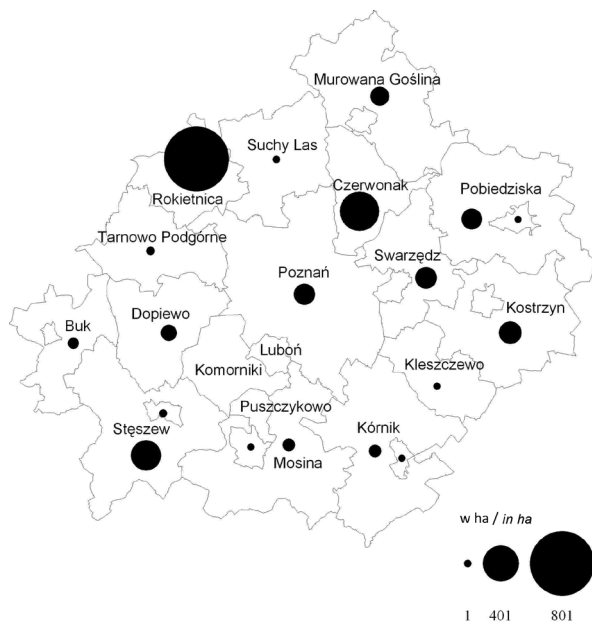 Murowana Goślina
Suchy Las
Czerwonak
Pobiedziska
Rokietnica
Tarnowo Podgórne
Swarzędz
Poznań
Buk
Dopiewo
Kostrzyn
Luboń
Komorniki
Kleszczewo
Puszczykowo
Stęszew
Kórnik
Mosina
w ha / in ha
1 401 801